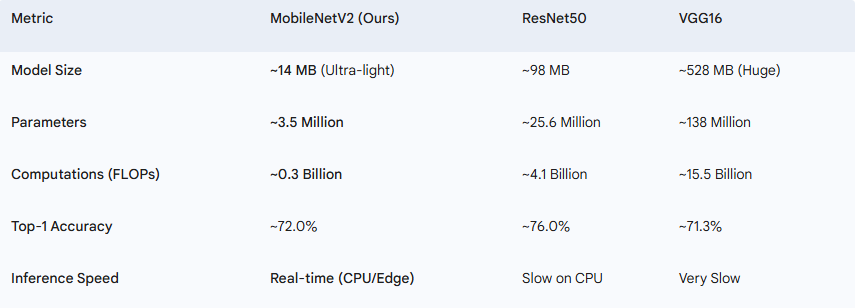 Metric MobileNetV2 (Ours) ResNet50 VGG16
Model Size ~14 MB (Ultra-light) ~98 MB ~528 MB (Huge)
Parameters ~3.5 Million ~25.6 Million ~138 Million
Computations (FLOPs) ~0.3 Billion ~4.1 Billion ~15.5 Billion
Top-1 Accuracy ~72.0% ~76.0% ~71.3%
Inference Speed Real-time (CPU/Edge) Slow on CPU Very Slow